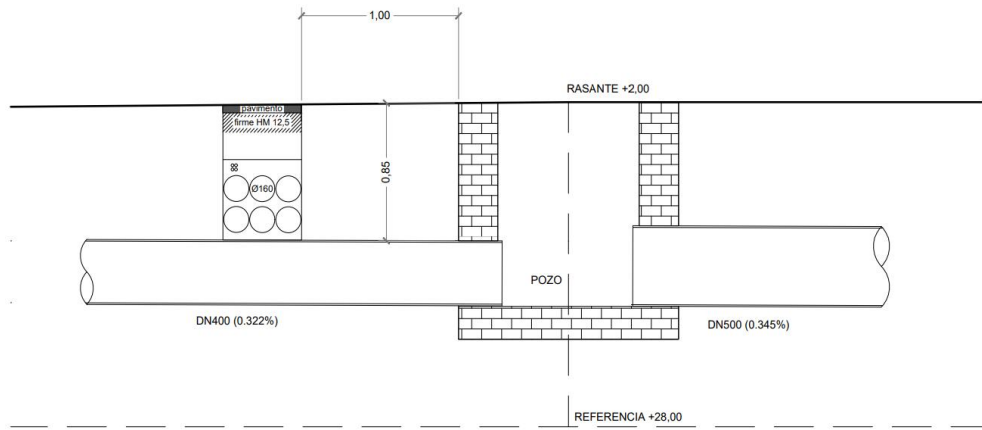 1,00
RASANTE +2,00
pavimento
firme HM 12,5
0,85
Ø160
POZO
DN400 (0.322%)
DN500 (0.345%)
REFERENCIA +28,00